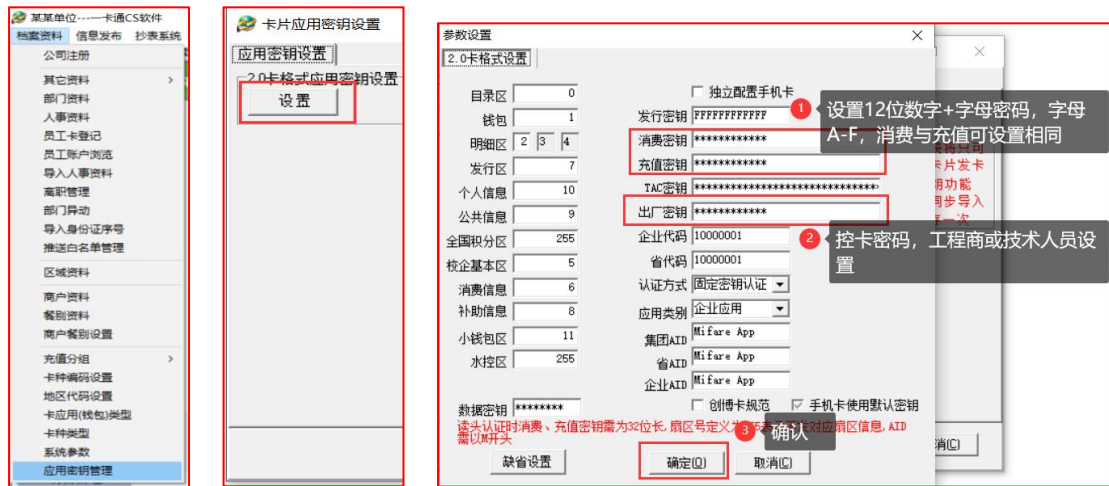 某某单位---一卡通CS软件
档案资料 信息发布 抄表系统
公司注册
其它资料
部门资料
人事资料
员工卡登记
员工账户浏览
导入人事资料
离职管理
部门异动
导入身份证序号
推送白名单管理
区域资料
商户资料
餐别资料
商户餐别设置
充值分组
卡种编码设置
地区代码设置
卡应用(钱包)类型
卡种类型
系统参数
应用密钥管理
卡片应用密钥设置
应用密钥设置
2.0卡格式应用密钥设置
设置
参数设置
2.0卡格式设置
目录区 0
钱包 1
明细区 2 3 4
发行区 7
个人信息 10
公共信息 9
全国积分区 255
校企基本区 5
消费信息 6
补助信息 8
小钱包区 11
水控区 255
数据密钥 ********
独立配置手机卡
发行密钥 FFFFFFFFFFFF
消费密钥 ************
充值密钥 ************
TAC密钥 ********************************
出厂密钥 ************
企业代码 10000001
省代码 10000001
认证方式 固定密钥认证
应用类别 企业应用
集团AID Mifare App
省AID Mifare App
企业AID Mifare App
创博卡规范 手机卡使用默认密钥
读头认证时消费、充值密钥需为32位长,扇区号定义为
对应扇区信息,AID
需以M开头
缺省设置 确定(O) 取消(C)
1 设置12位数字+字母密码，字母
A-F，消费与充值可设置相同
2 控卡密码，工程商或技术人员设
置
3 确认
卡片发卡
钥功能
同步导入
一次
消(C)